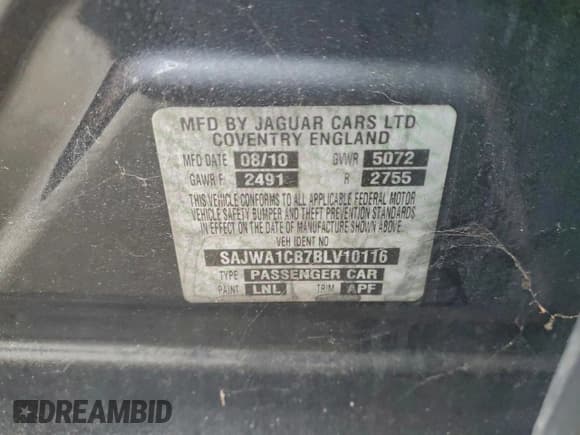 MFD BY JAGUAR CARS LTD
COVENTRY ENGLAND
MFD DATE 08/10 GVWR 5072
GAWR F 2491 R 2755
THIS VEHICLE CONFORMS TO ALL APPLICABLE FEDERAL MOTOR
VEHICLE SAFETY BUMPER AND THEFT PREVENTION STANDARDS
IN EFFECT ON THE DATE OF MANUFACTURE SHOWN ABOVE.
VEH IDENT NO
SAJWA1CB7BLV10116
TYPE PASSENGER CAR
PAINT LNL TRIM APF
DREAMBID